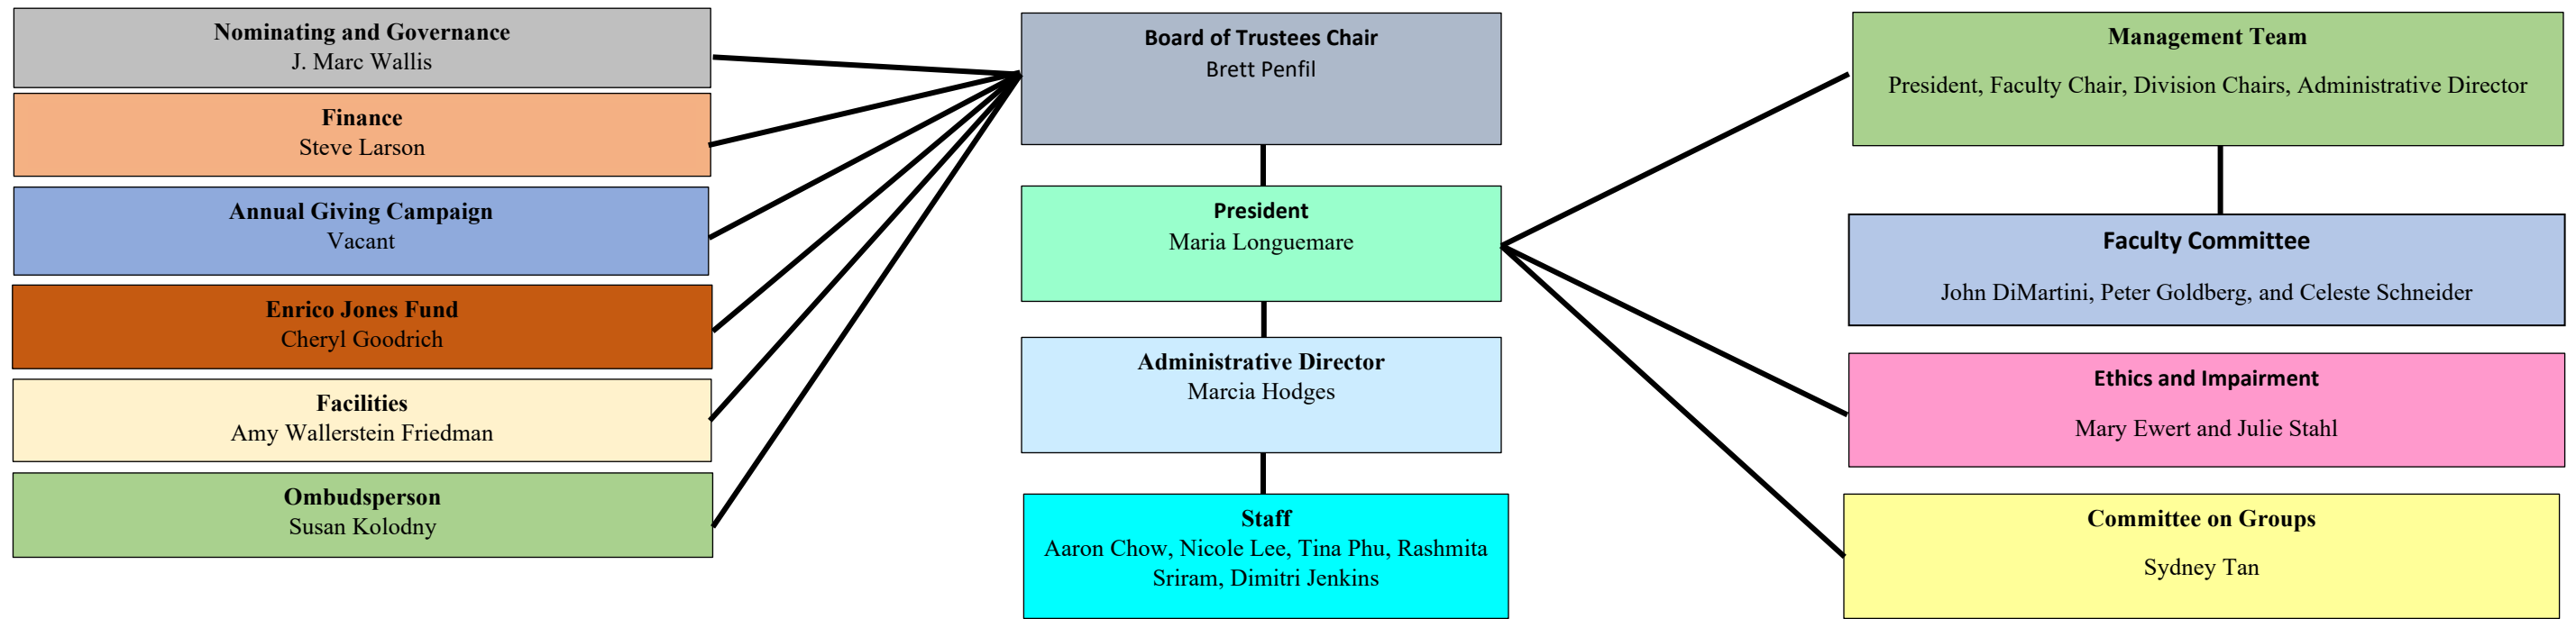 Nominating and Governance
J. Marc Wallis
Finance
Steve Larson
Annual Giving Campaign
Vacant
Enrico Jones Fund
Cheryl Goodrich
Facilities
Amy Wallerstein Friedman
Ombudsperson
Susan Kolodny
Board of Trustees Chair
Brett Penfil
President
Maria Longuemare
Administrative Director
Marcia Hodges
Staff
Aaron Chow, Nicole Lee, Tina Phu, Rashmita
Sriram, Dimitri Jenkins
Management Team
President, Faculty Chair, Division Chairs, Administrative Director
Faculty Committee
John DiMartini, Peter Goldberg, and Celeste Schneider
Ethics and Impairment
Mary Ewert and Julie Stahl
Committee on Groups
Sydney Tan